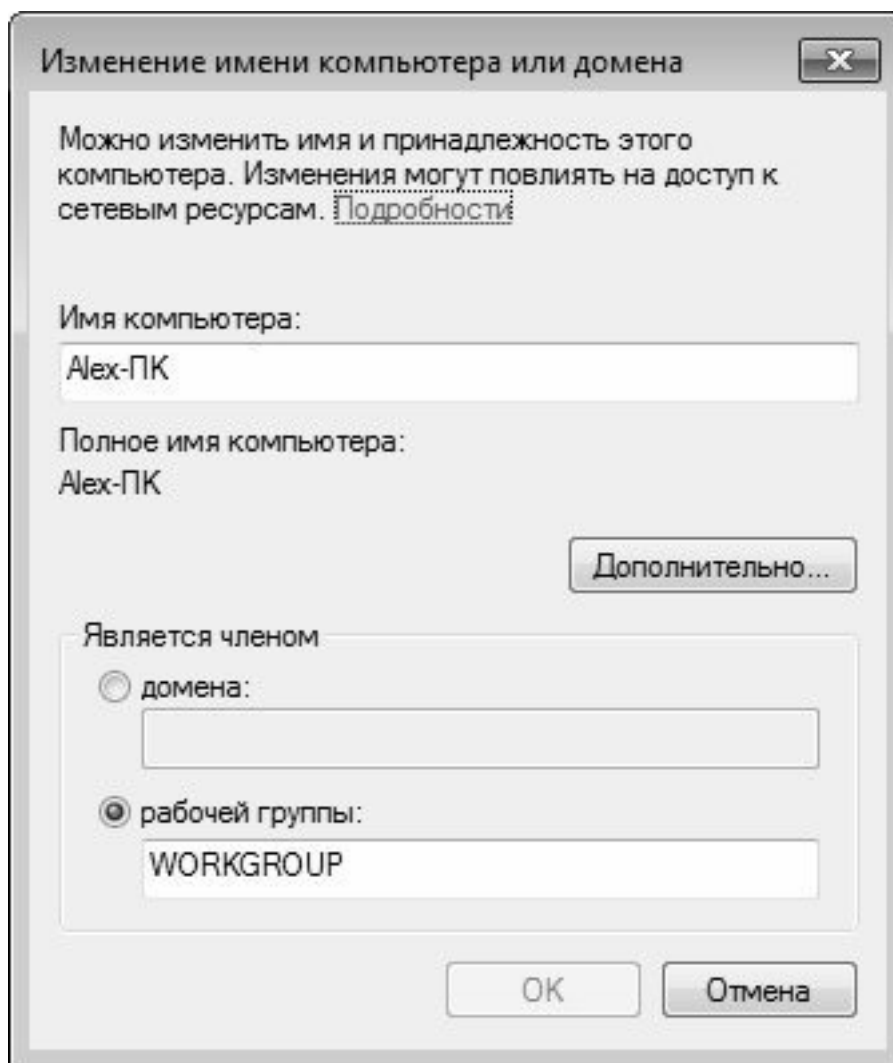 Изменение имени компьютера или домена
Можно изменить имя и принадлежность этого
компьютера. Изменения могут повлиять на доступ к
сетевым ресурсам. Подробности
Имя компьютера:
Alex-ПК
Полное имя компьютера:
Alex-ПК
Дополнительно...
Является членом
домена:
рабочей группы:
WORKGROUP
OK
Отмена